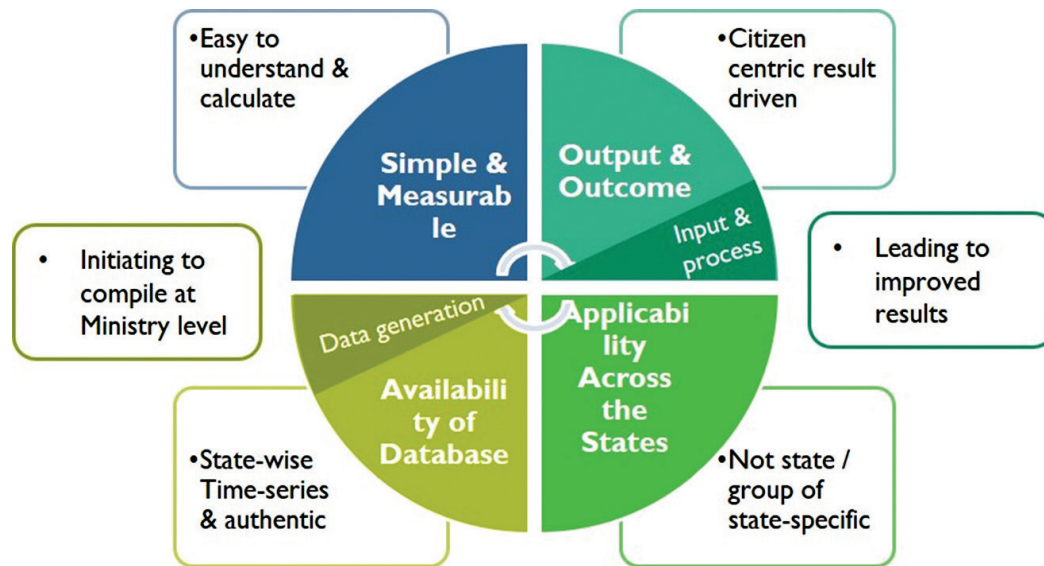 •Easy to
understand &
calculate
•Citizen
centric result
driven
Simple &
Measurab
le
Output &
Outcome
Input &
process
• Initiating to
compile at
Ministry level
• Leading to
improved
results
Data generation
Availabili
ty of
Database
Applicabi
lity
Across
the
States
•State-wise
Time-series
& authentic
•Not state /
group of
state-specific